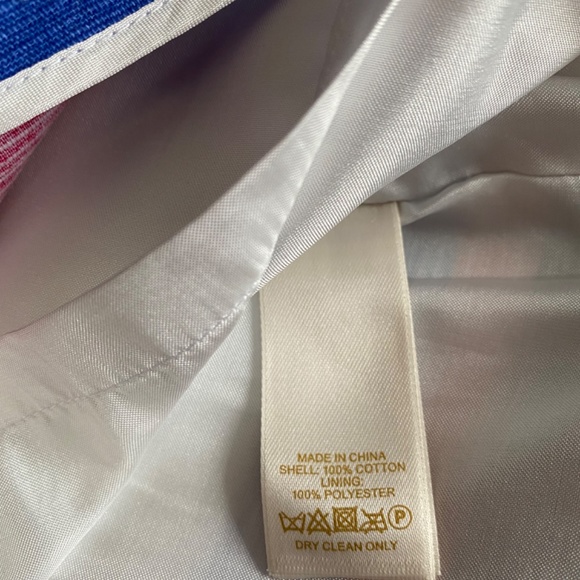 MADE IN CHINA
SHELL: 100% COTTON
LINING:
100% POLYESTER
P
DRY CLEAN ONLY